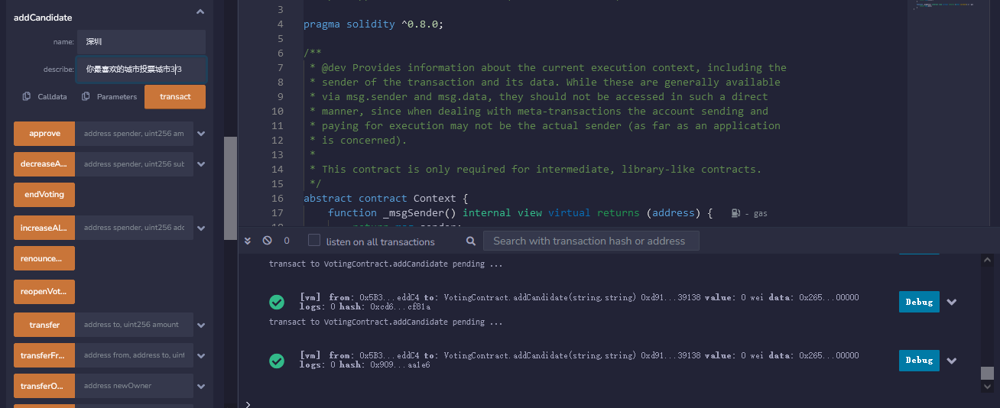 addCandidate
name:
深圳
describe:
你最喜欢的城市投票城市3/3
Calldata
Parameters
transact
approve
address spender, uint256 am
decreaseA...
address spender, uint256 sub
endVoting
increaseAl...
address spender, uint256 adc
renounce...
reopenVot...
transfer
address to, uint256 amount
transferFr...
address from, address to, uint
transferO...
address newOwner
3
4 pragma solidity ^0.8.0;
5
6 /**
7 * @dev Provides information about the current execution context, including the
8 * sender of the transaction and its data. While these are generally available
9 * via msg.sender and msg.data, they should not be accessed in such a direct
10 * manner, since when dealing with meta-transactions the account sending and
11 * paying for execution may not be the actual sender (as far as an application
12 * is concerned).
13 *
14 * This contract is only required for intermediate, library-like contracts.
15 */
16 abstract contract Context {
17 function _msgSender() internal view virtual returns (address) { - gas
0
listen on all transactions
Search with transaction hash or address
transact to VotingContract.addCandidate pending ...
[vm] from: 0x5B3...eddC4 to: VotingContract.addCandidate(string,string) 0xd91...39138 value: 0 wei data: 0x265...00000
logs: 0 hash: 0xcd6...cf81a
Debug
transact to VotingContract.addCandidate pending ...
[vm] from: 0x5B3...eddC4 to: VotingContract.addCandidate(string,string) 0xd91...39138 value: 0 wei data: 0x265...00000
logs: 0 hash: 0x909...aa1e6
Debug
>